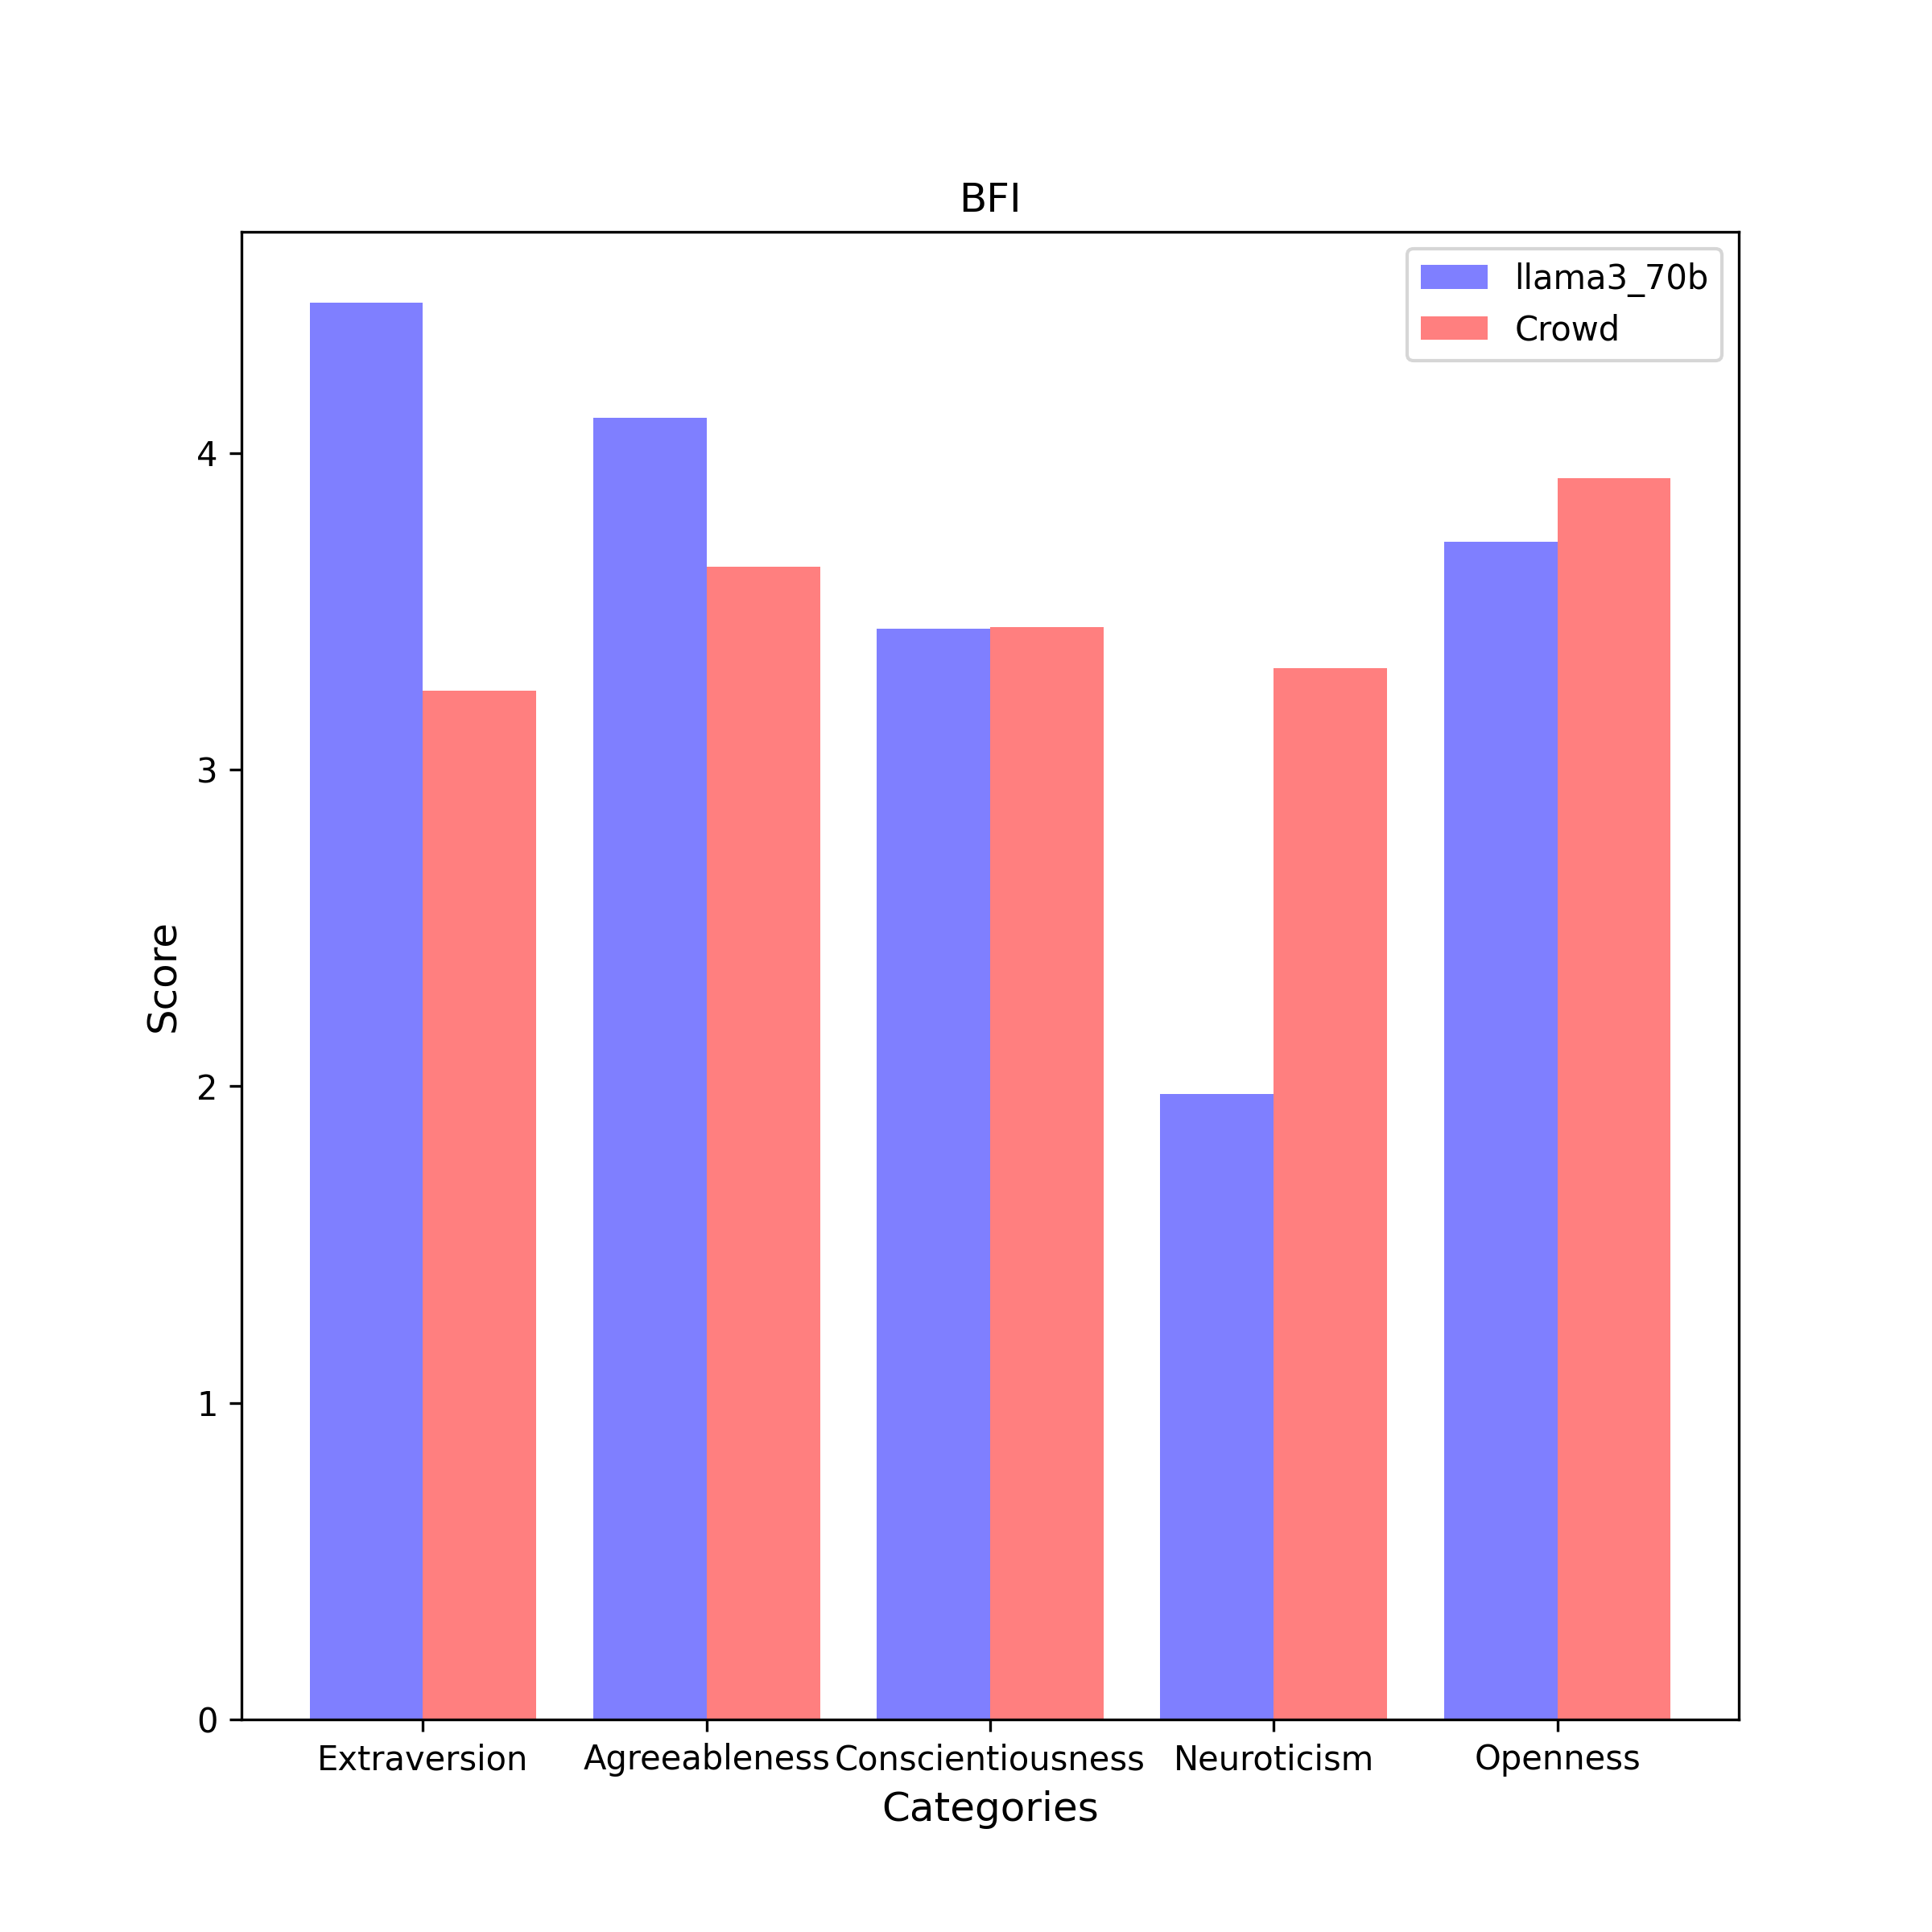 BFI
llama3_70b
Crowd
4
3
2
1
0
Score
Extraversion Agreeableness Conscientiousness Neuroticism Openness
Categories